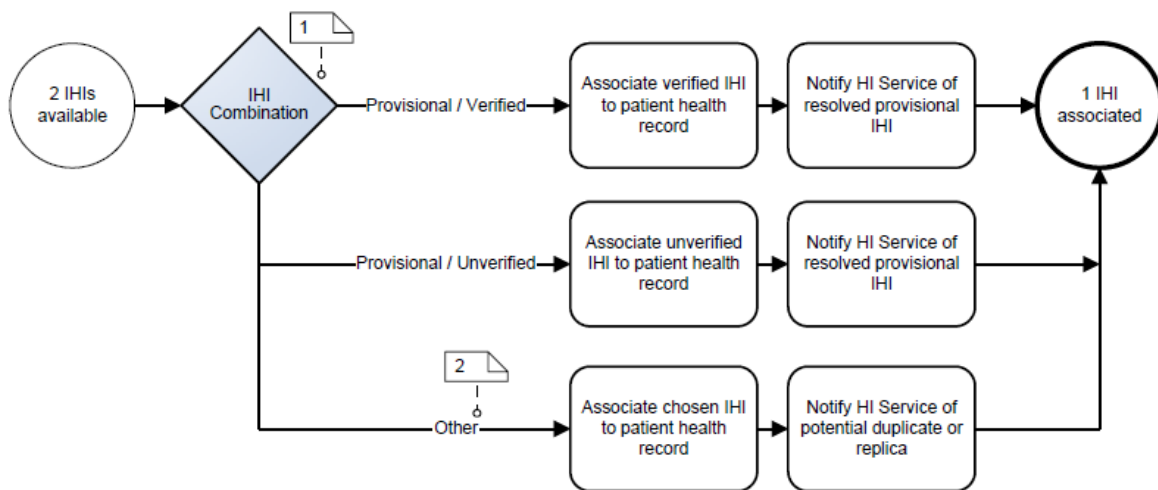 1
2 IHIs
available
IHI
Combination
Provisional / Verified
Associate verified IHI
to patient health
record
Notify HI Service of
resolved provisional
IHI
1 IHI
associated
Provisional / Unverified
Associate unverified
IHI to patient health
record
Notify HI Service of
resolved provisional
IHI
2
Other
Associate chosen IHI
to patient health
record
Notify HI Service of
potential duplicate or
replica